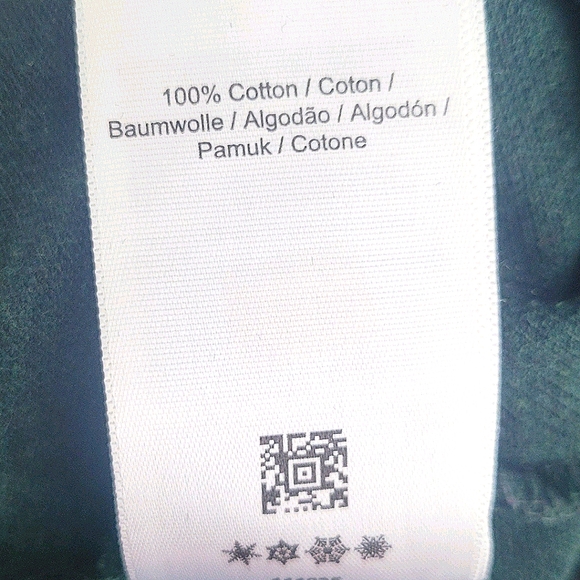 100% Cotton / Coton /
Baumwolle / Algodão / Algodón /
Pamuk / Cotone